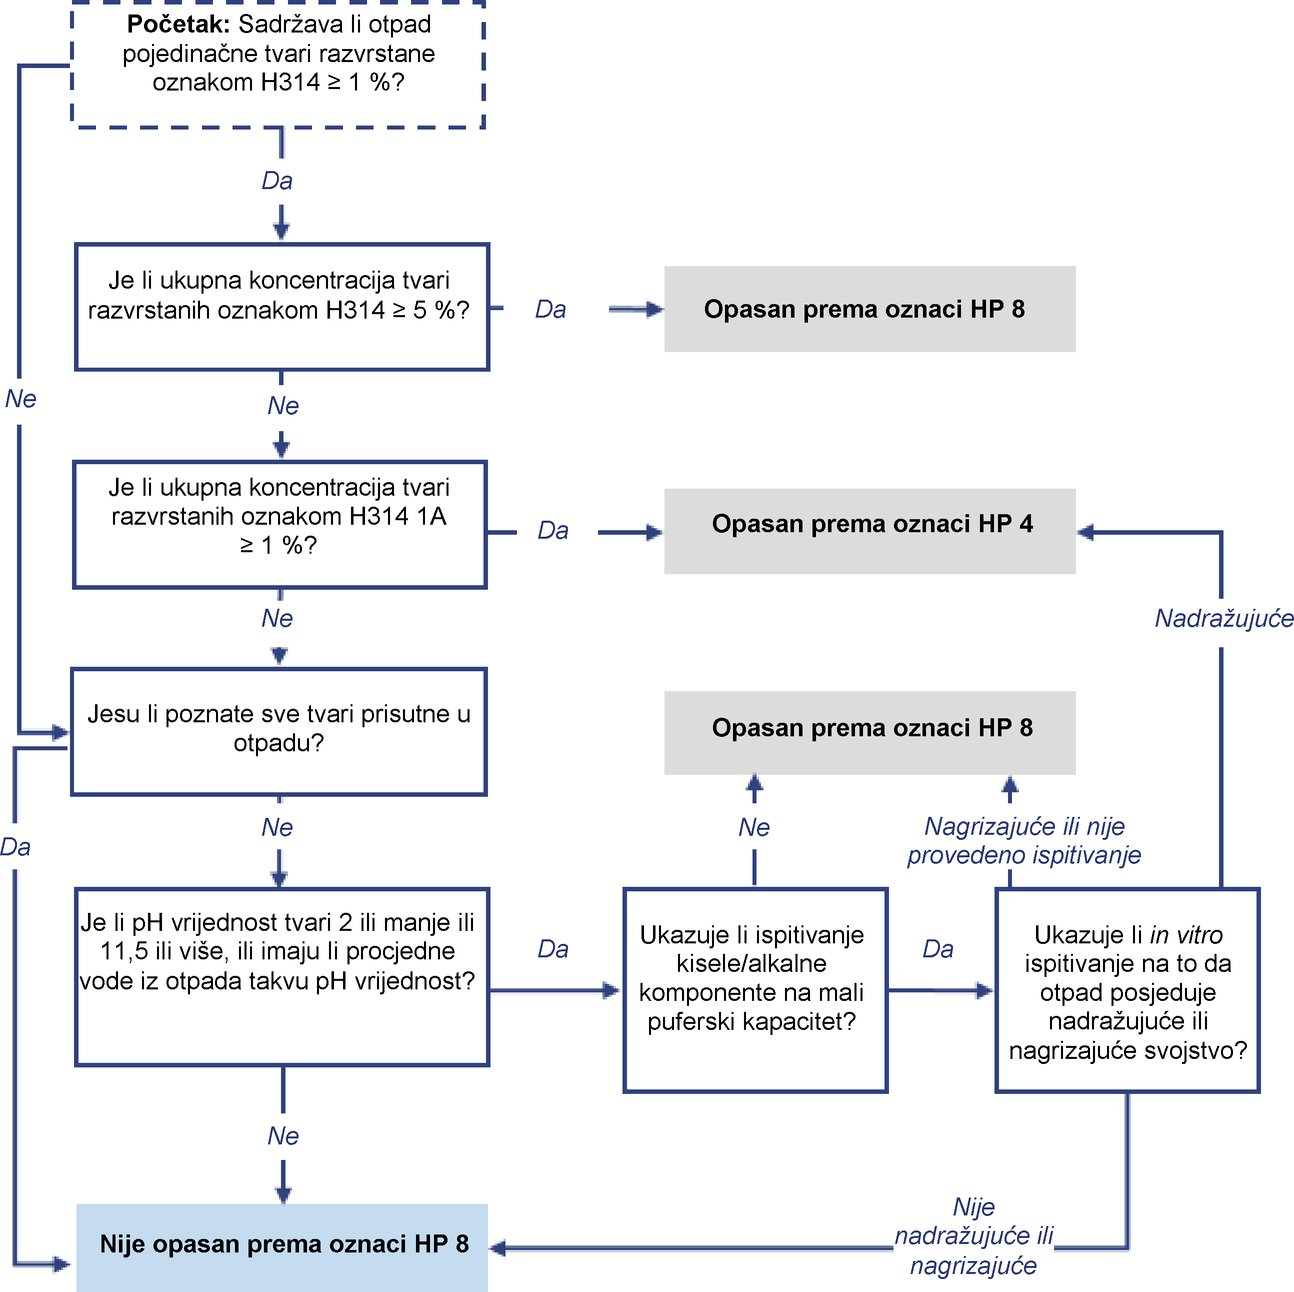 Početak: Sadržava li otpad
pojedinačne tvari razvrstane
oznakom H314 ≥ 1 %?
Da
Je li ukupna koncentracija tvari
razvrstanih oznakom H314 ≥ 5 %?
Da
Opasan prema oznaci HP 8
Ne
Ne
Je li ukupna koncentracija tvari
razvrstanih oznakom H314 1A
≥ 1 %?
Da
Opasan prema oznaci HP 4
Ne
Nadražujuće
Jesu li poznate sve tvari prisutne u
otpadu?
Opasan prema oznaci HP 8
Da
Ne
Ne
Nagrizajuće ili nije
provedeno ispitivanje
Je li pH vrijednost tvari 2 ili manje ili
11,5 ili više, ili imaju li procjedne
vode iz otpada takvu pH vrijednost?
Da
Ukazuje li ispitivanje
kisele/alkalne
komponente na mali
puferski kapacitet?
Da
Ukazuje li in vitro
ispitivanje na to da
otpad posjeduje
nadražujuće ili
nagrizajuće svojstvo?
Ne
Nije
nadražujuće ili
nagrizajuće
Nije opasan prema oznaci HP 8